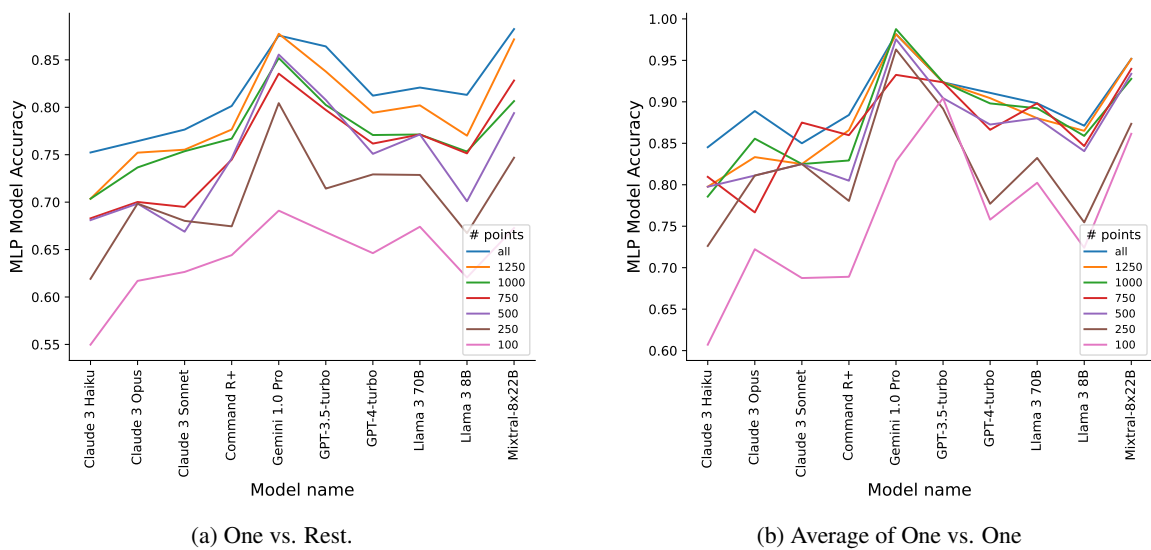 0.85
0.80
0.75
0.70
0.65
0.60
0.55
MLP Model Accuracy
# points
all
1250
1000
750
500
250
100
Claude 3 Haiku
Claude 3 Opus
Claude 3 Sonnet
Command R+
Gemini 1.0 Pro
GPT-3.5-turbo
GPT-4-turbo
Llama 3 70B
Llama 3 8B
Mixtral-8x22B
Model name
(a) One vs. Rest.
1.00
0.95
0.90
0.85
0.80
0.75
0.70
0.65
0.60
MLP Model Accuracy
# points
all
1250
1000
750
500
250
100
Claude 3 Haiku
Claude 3 Opus
Claude 3 Sonnet
Command R+
Gemini 1.0 Pro
GPT-3.5-turbo
GPT-4-turbo
Llama 3 70B
Llama 3 8B
Mixtral-8x22B
Model name
(b) Average of One vs. One